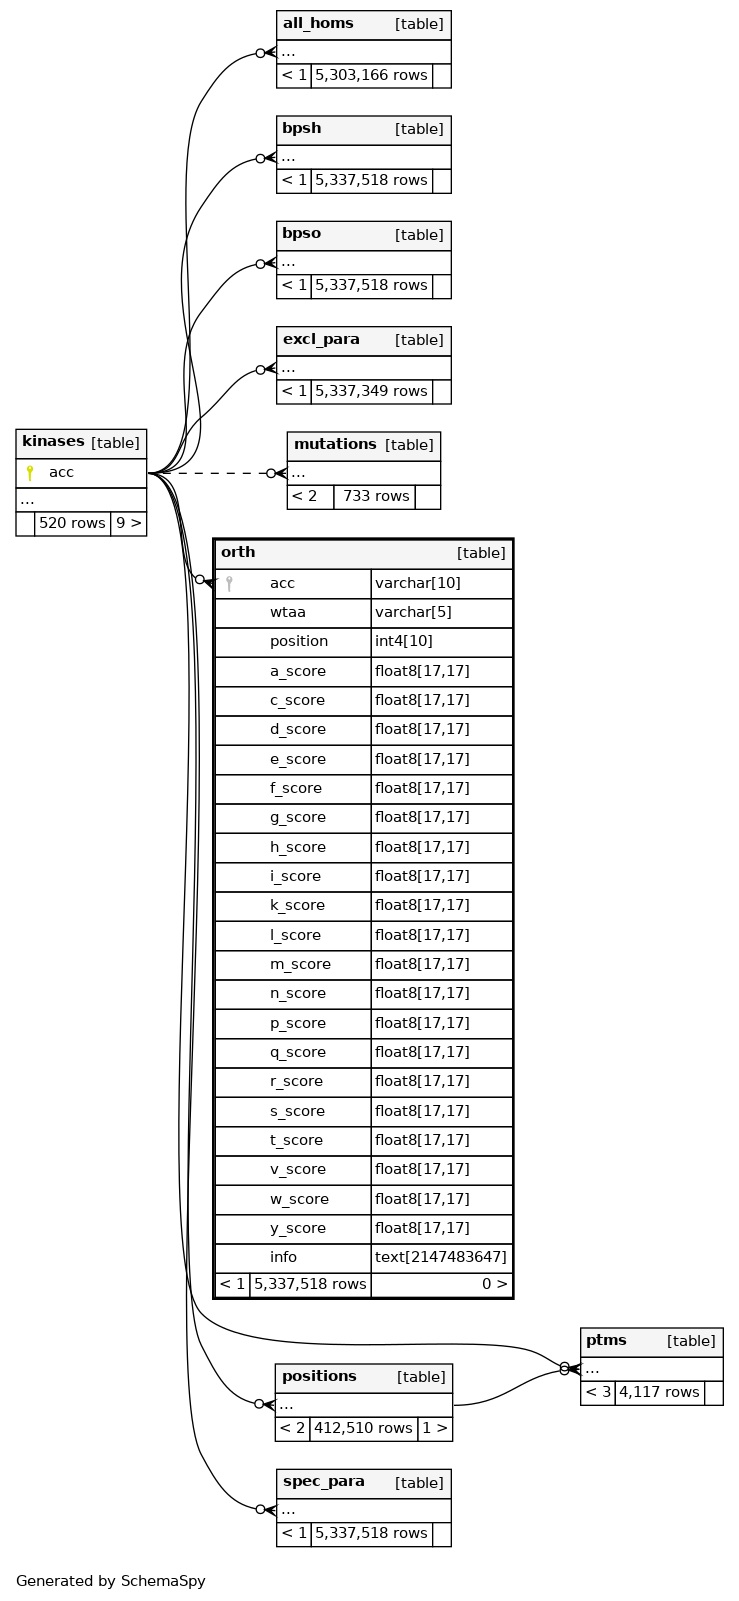 all_homs [table]
...
< 1 5,303,166 rows
bpsh [table]
...
< 1 5,337,518 rows
bpso [table]
...
< 1 5,337,518 rows
excl_para [table]
...
< 1 5,337,349 rows
kinases [table]
acc
...
520 rows 9 >
mutations [table]
...
< 2 733 rows
orth [table]
acc varchar[10]
wtaa varchar[5]
position int4[10]
a_score float8[17,17]
c_score float8[17,17]
d_score float8[17,17]
e_score float8[17,17]
f_score float8[17,17]
g_score float8[17,17]
h_score float8[17,17]
i_score float8[17,17]
k_score float8[17,17]
l_score float8[17,17]
m_score float8[17,17]
n_score float8[17,17]
p_score float8[17,17]
q_score float8[17,17]
r_score float8[17,17]
s_score float8[17,17]
t_score float8[17,17]
v_score float8[17,17]
w_score float8[17,17]
y_score float8[17,17]
info text[2147483647]
< 1 5,337,518 rows 0 >
ptms [table]
...
< 3 4,117 rows
positions [table]
...
< 2 412,510 rows 1 >
spec_para [table]
...
< 1 5,337,518 rows
Generated by SchemaSpy